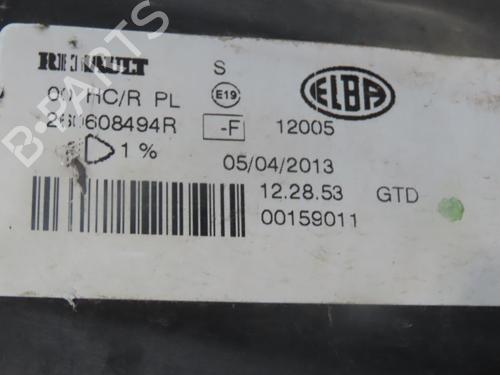 RENAULT S
00 HC/R PL E19 ELBA
260608494R -F 12005
1 % 05/04/2013
12.28.53 GTD
00159011
B-PARTS